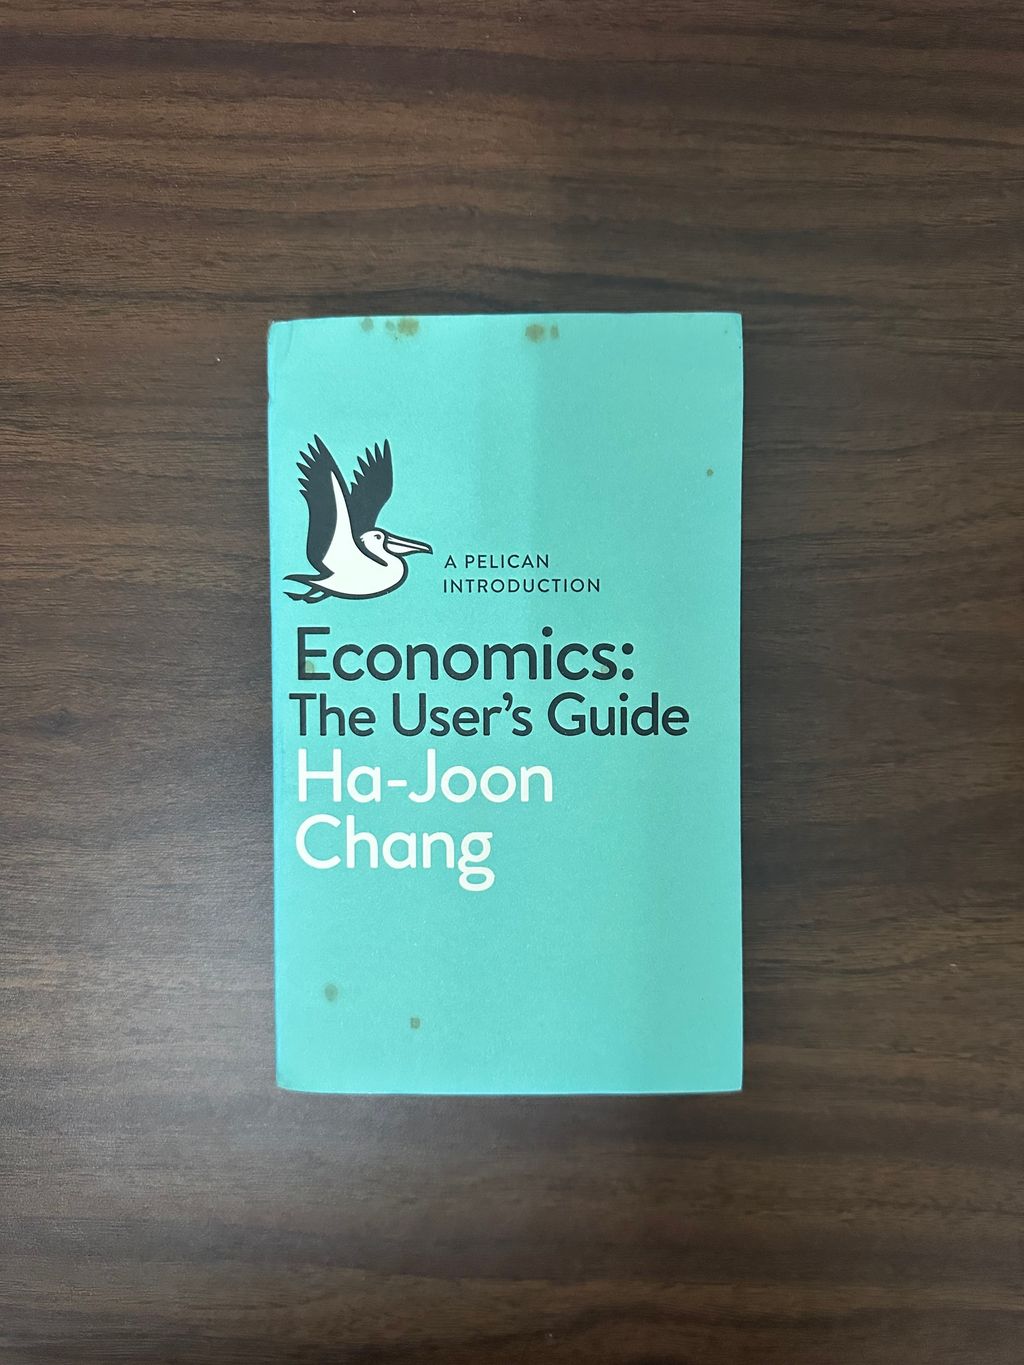 A PELICAN
INTRODUCTION
Economics:
The User's Guide
Ha-Joon
Chang